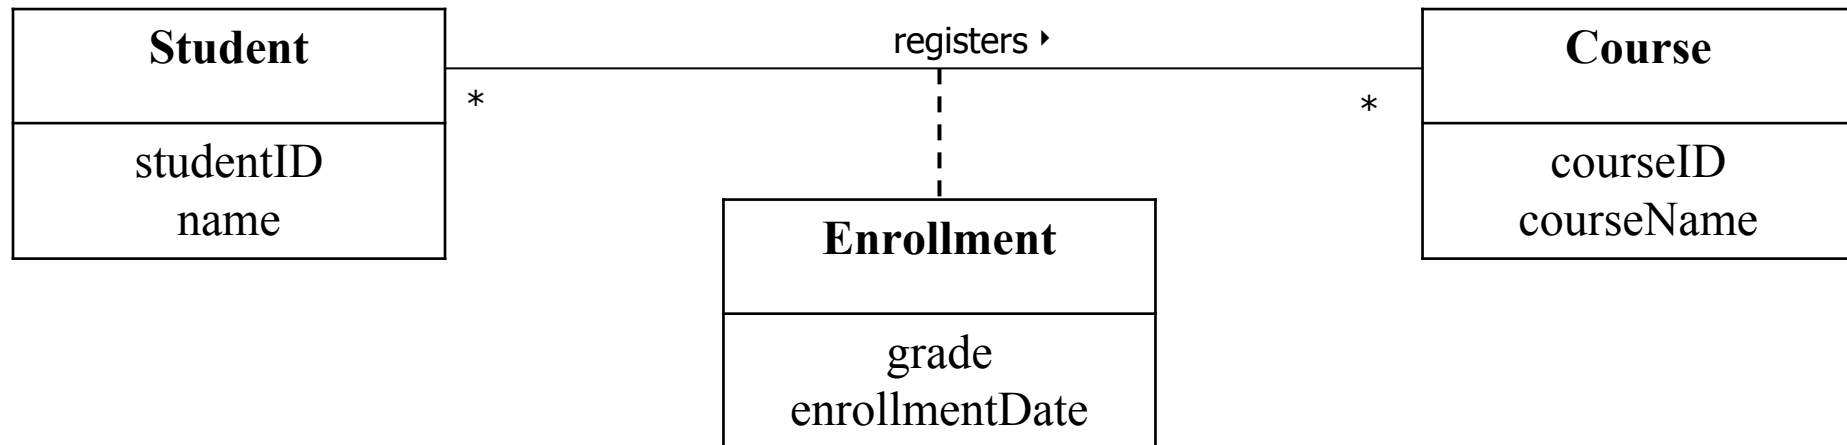 Student
studentID
name
registers ▸
*
*
Course
courseID
courseName
Enrollment
grade
enrollmentDate